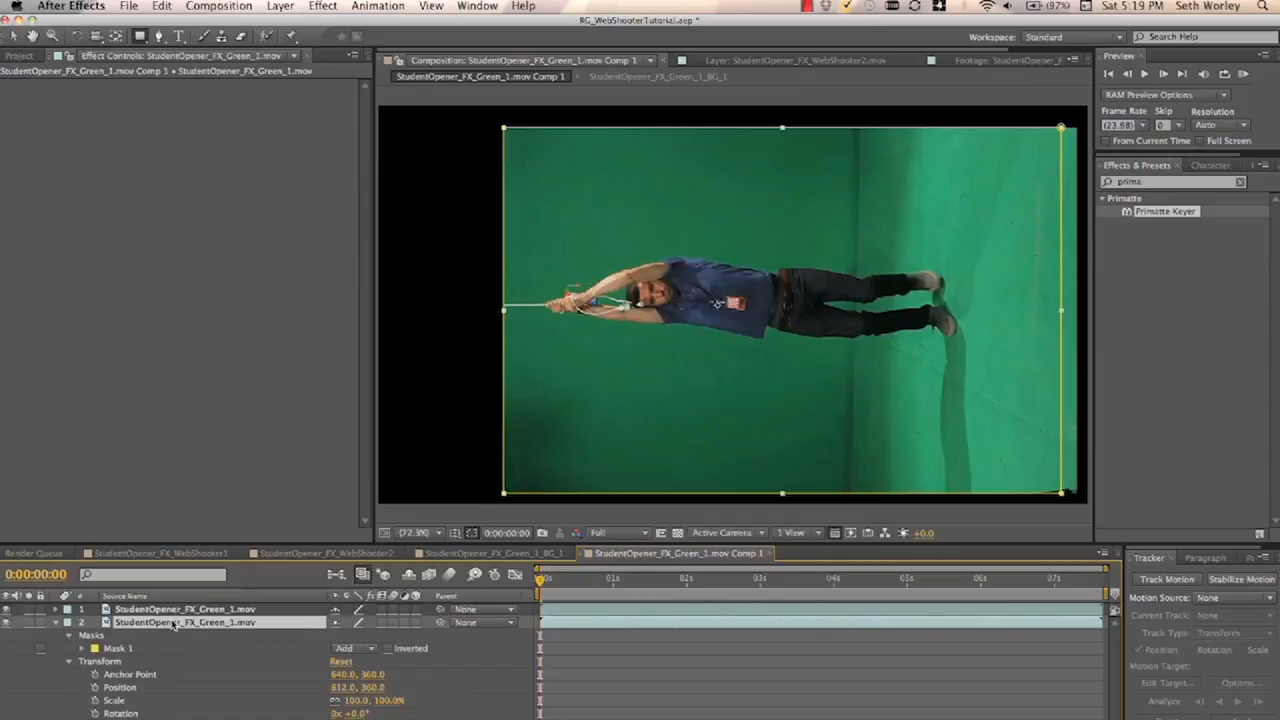 After Effects File Edit Composition Layer Effect Animation View Window Help (97%) Sat 5:19 PM Seth Worley
RG_WebShooterTutorial.aep *
Workspace: Standard Search Help
Project Effect Controls: StudentOpener_FX_Green_1.mov Composition: StudentOpener_FX_Green_1.mov Comp 1 Layer: StudentOpener_FX_WebShooter2.mov Footage: StudentOpener_F Preview
StudentOpener_FX_Green_1.mov Comp 1 • StudentOpener_FX_Green_1.mov StudentOpener_FX_Green_1.mov Comp 1 StudentOpener_FX_Green_1_BG_1
RAM Preview Options
Frame Rate Skip Resolution
(23.98) 0 Auto
From Current Time Full Screen
Effects & Presets Character
prima
Primatte
Primatte Keyer
(72.3%) 0:00:00:00 Full Active Camera 1 View +0.0
Render Queue StudentOpener_FX_WebShooter1 StudentOpener_FX_WebShooter2 StudentOpener_FX_Green_1_BG_1 StudentOpener_FX_Green_1.mov Comp 1 Tracker Paragraph
0:00:00:00 01s 02s 03s 04s 05s 06s 07s Track Motion Stabilize Motion
# Source Name Parent Motion Source: None
1 StudentOpener_FX_Green_1.mov None Current Track: None
2 StudentOpener_FX_Green_1.mov None Track Type: Transform
Masks
Mask 1 Add Inverted Position Rotation Scale
Transform Reset Motion Target:
Anchor Point 640.0, 360.0
Position 612.0, 360.0 Edit Target... Options...
Scale 100.0, 100.0% Analyze
Rotation 0x +0.0°